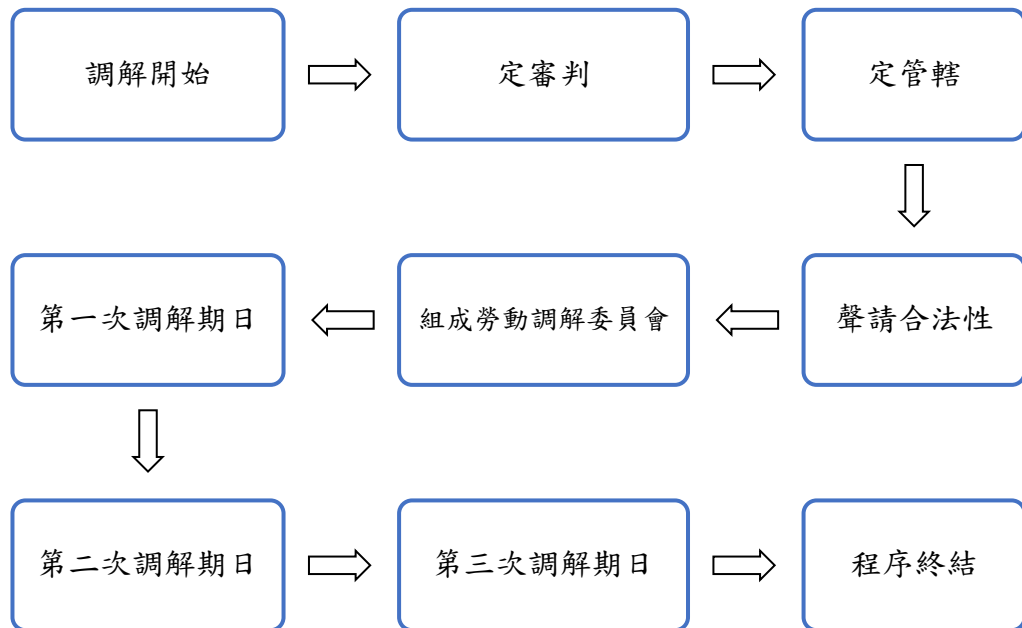 調解開始
定審判
定管轄
聲請合法性
組成勞動調解委員會
第一次調解期日
第二次調解期日
第三次調解期日
程序終結